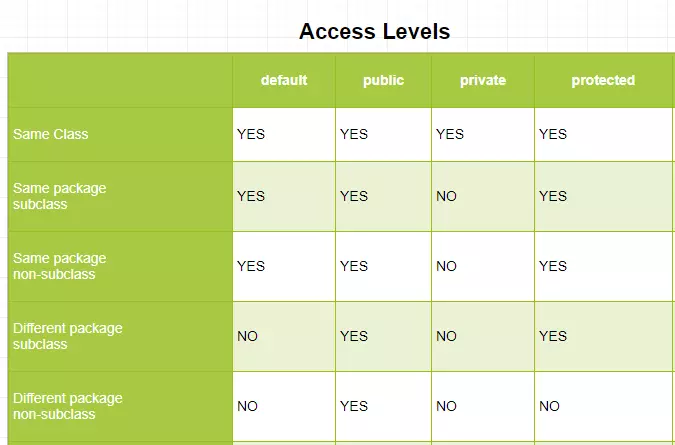 Access Levels
default public private protected
Same Class YES YES YES YES
Same package
subclass YES YES NO YES
Same package
non-subclass YES YES NO YES
Different package
subclass NO YES NO YES
Different package
non-subclass NO YES NO NO